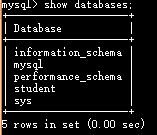 mysql> show databases;
+--------------------+
| Database           |
+--------------------+
| information_schema |
| mysql              |
| performance_schema |
| student            |
| sys                |
+--------------------+
5 rows in set (0.00 sec)